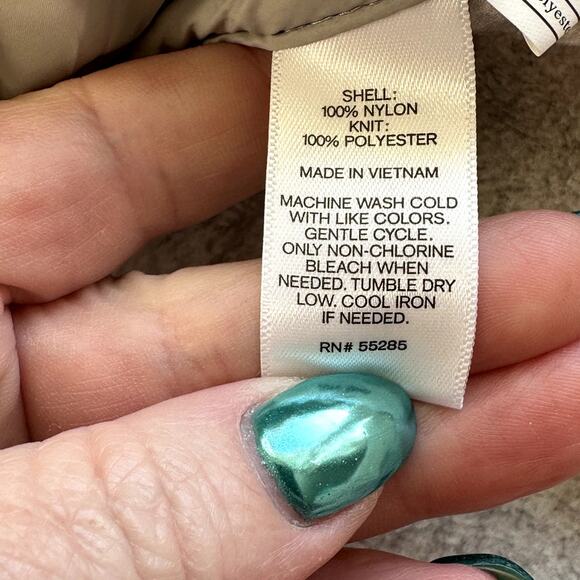 SHELL:
100% NYLON
KNIT:
100% POLYESTER
MADE IN VIETNAM
MACHINE WASH COLD
WITH LIKE COLORS.
GENTLE CYCLE.
ONLY NON-CHLORINE
BLEACH WHEN
NEEDED. TUMBLE DRY
LOW. COOL IRON
IF NEEDED.
RN# 55285